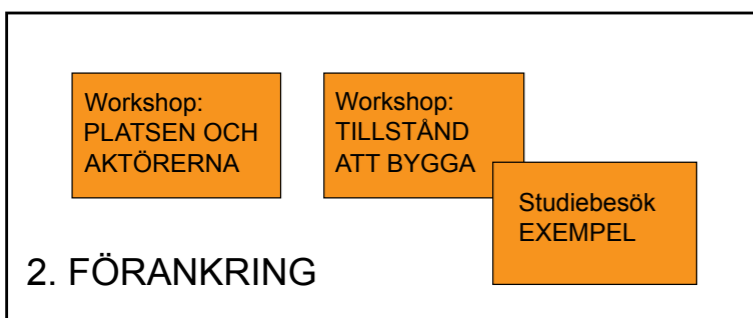 Workshop:
PLATSEN OCH
AKTÖRERNA
Workshop:
TILLSTÅND
ATT BYGGA
Studiebesök
EXEMPEL
2. FÖRANKRING